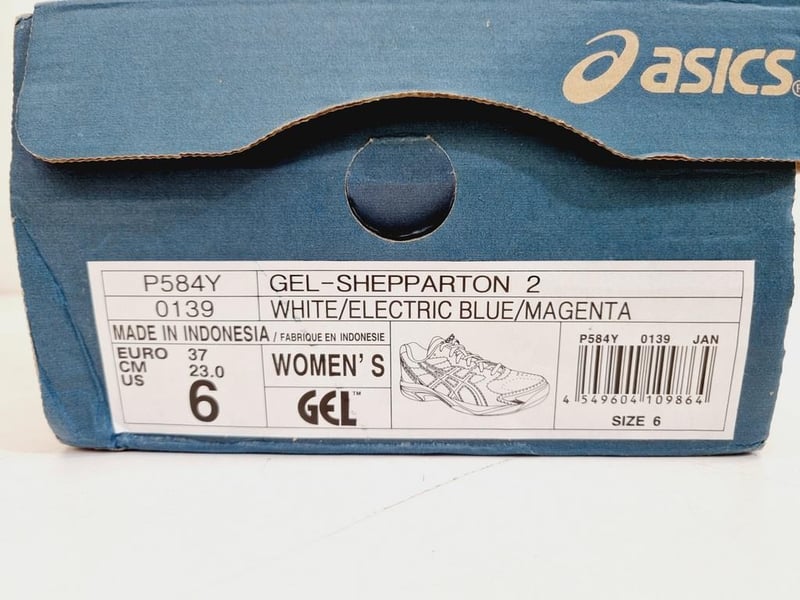 asics®
P584Y GEL-SHEPPARTON 2
0139 WHITE/ELECTRIC BLUE/MAGENTA
MADE IN INDONESIA / FABRIQUE EN INDONESIE
EURO 37
CM 23.0
US 6
WOMEN'S
GEL™
P584Y 0139 JAN
4 549604 109864
SIZE 6